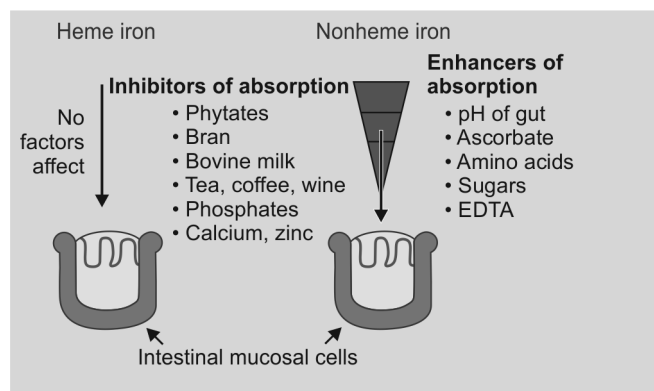 Heme iron
Nonheme iron
No
factors
affect
Inhibitors of absorption
• Phytates
• Bran
• Bovine milk
• Tea, coffee, wine
• Phosphates
• Calcium, zinc
Enhancers of
absorption
• pH of gut
• Ascorbate
• Amino acids
• Sugars
• EDTA
Intestinal mucosal cells